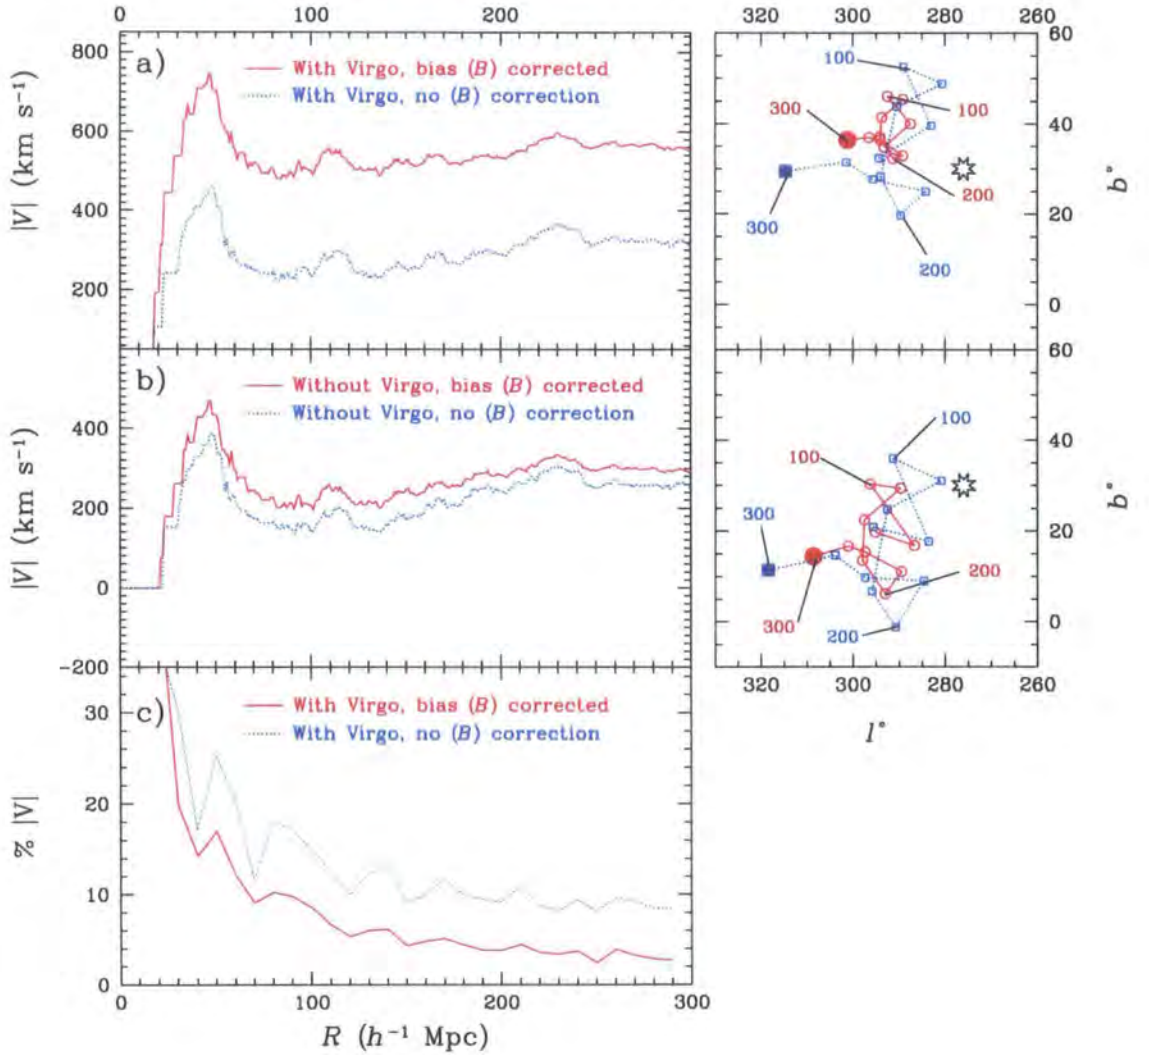 0 100 200
320 300 280 260
800
600
400
200
|V| (km s⁻¹)
a)
With Virgo, bias (B) corrected
With Virgo, no (B) correction
60
40
20
0
b°
100
300
100
200
300
200
400
200
0
-200
|V| (km s⁻¹)
b)
Without Virgo, bias (B) corrected
Without Virgo, no (B) correction
60
40
20
0
b°
100
100
300
200
300
200
320 300 280 260
l°
30
20
10
0
% |V|
c)
With Virgo, bias (B) corrected
With Virgo, no (B) correction
0 100 200 300
R (h⁻¹ Mpc)